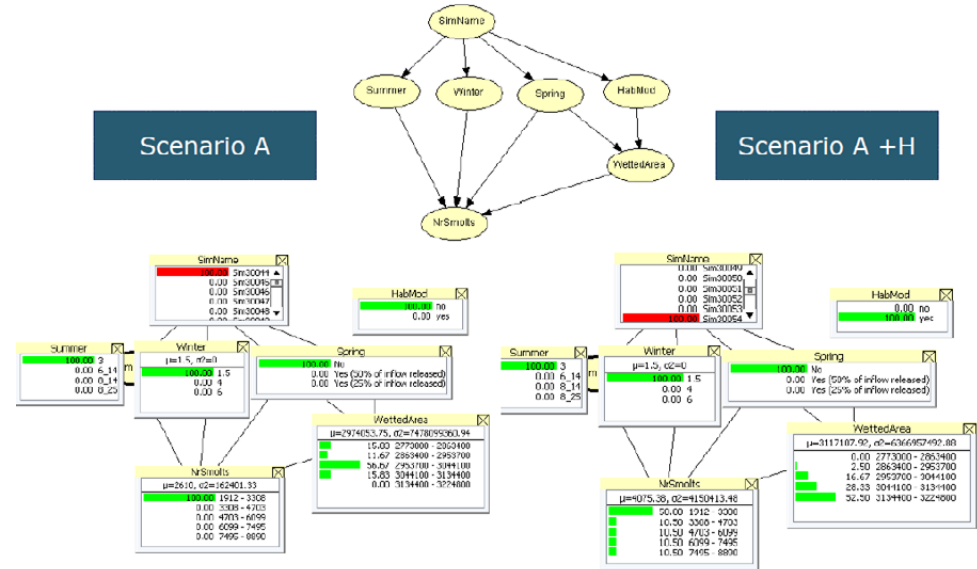 SimName
Summer
Winter
Spring
HabMod
WettedArea
NrSmolts
Scenario A
Scenario A +H
SimName
100.00 Sim30044
0.00 Sim30045
0.00 Sim30046
0.00 Sim30047
0.00 Sim30048
HabMod
100.00 no
0.00 yes
Summer
100.00 3
0.00 6_14
0.00 8_14
0.00 8_25
Winter
μ=1.5, σ2=0
100.00 1.5
0.00 4
0.00 6
Spring
100.00 No
0.00 Yes (50% of inflow released)
0.00 Yes (25% of inflow released)
WettedArea
μ=2974053.75, σ2=7478099360.94
15.00 2773000 - 2863400
11.67 2863400 - 2953700
56.67 2953700 - 3044100
15.83 3044100 - 3134400
0.00 3134400 - 3224800
NrSmolts
μ=2610, σ2=162401.33
100.00 1912 - 3308
0.00 3308 - 4703
0.00 4703 - 6099
0.00 6099 - 7495
0.00 7495 - 8890
SimName
0.00 Sim30049
0.00 Sim30050
0.00 Sim30051
0.00 Sim30052
0.00 Sim30053
100.00 Sim30054
HabMod
0.00 no
100.00 yes
Summer
100.00 3
0.00 6_14
0.00 8_14
0.00 8_25
Winter
μ=1.5, σ2=0
100.00 1.5
0.00 4
0.00 6
Spring
100.00 No
0.00 Yes (50% of inflow released)
0.00 Yes (25% of inflow released)
WettedArea
μ=3117187.92, σ2=6366957492.88
0.00 2773000 - 2863400
2.50 2863400 - 2953700
16.67 2953700 - 3044100
28.33 3044100 - 3134400
52.50 3134400 - 3224800
NrSmolts
μ=4075.38, σ2=4150413.48
50.00 1912 - 3308
10.50 3308 - 4703
10.50 4703 - 6099
10.50 6099 - 7495
10.50 7495 - 8890